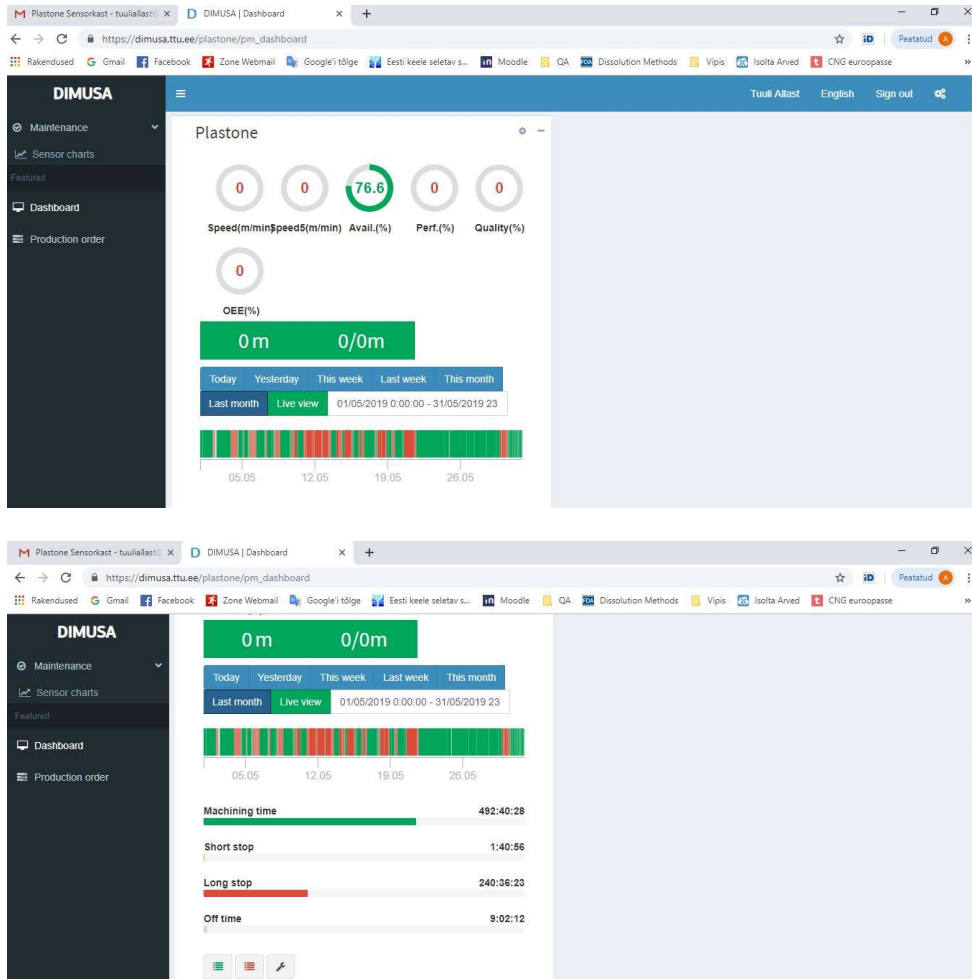 Plastone Sensorkast - tuuliallast DIMUSA | Dashboard
https://dimusa.ttu.ee/plastone/pm_dashboard iD Peatatud A
Rakendused Gmail Facebook Zone Webmail Google'i tõlge Eesti keele seletav s... Moodle QA Dissolution Methods Vipis Isolta Arved CNG euroopasse »
DIMUSA Tuuli Allast English Sign out
Maintenance
Sensor charts
Featured
Dashboard
Production order
Plastone
0 0 76.6 0 0
Speed(m/min) Speed5(m/min) Avail.(%) Perf.(%) Quality(%)
0
OEE(%)
0 m 0/0m
Today Yesterday This week Last week This month
Last month Live view 01/05/2019 0:00:00 - 31/05/2019 23
05.05 12.05 19.05 26.05
Plastone Sensorkast - tuuliallast DIMUSA | Dashboard
https://dimusa.ttu.ee/plastone/pm_dashboard iD Peatatud A
Rakendused Gmail Facebook Zone Webmail Google'i tõlge Eesti keele seletav s... Moodle QA Dissolution Methods Vipis Isolta Arved CNG euroopasse »
DIMUSA
Maintenance
Sensor charts
Featured
Dashboard
Production order
0 m 0/0m
Today Yesterday This week Last week This month
Last month Live view 01/05/2019 0:00:00 - 31/05/2019 23
05.05 12.05 19.05 26.05
Machining time 492:40:28
Short stop 1:40:56
Long stop 240:36:23
Off time 9:02:12